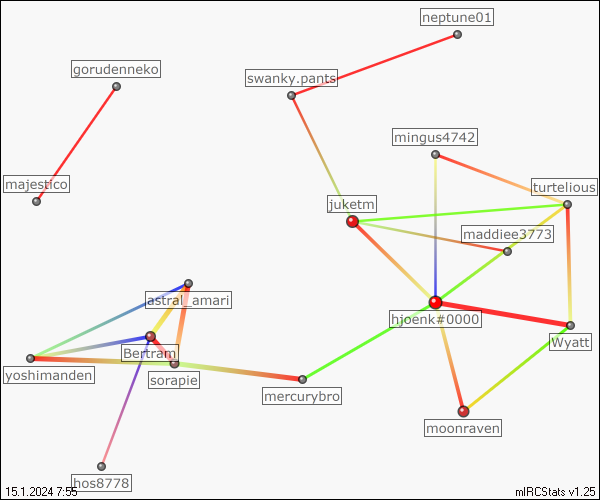 neptune01
gorudenneko
swanky.pants
mingus4742
majestico
turtelious
juketm
maddiee3773
astral_amari
hjoenk#0000
Wyatt
Bertram
yoshimanden
sorapie
mercurybro
moonraven
hos8778
15.1.2024 7:55
mIRCStats v1.25